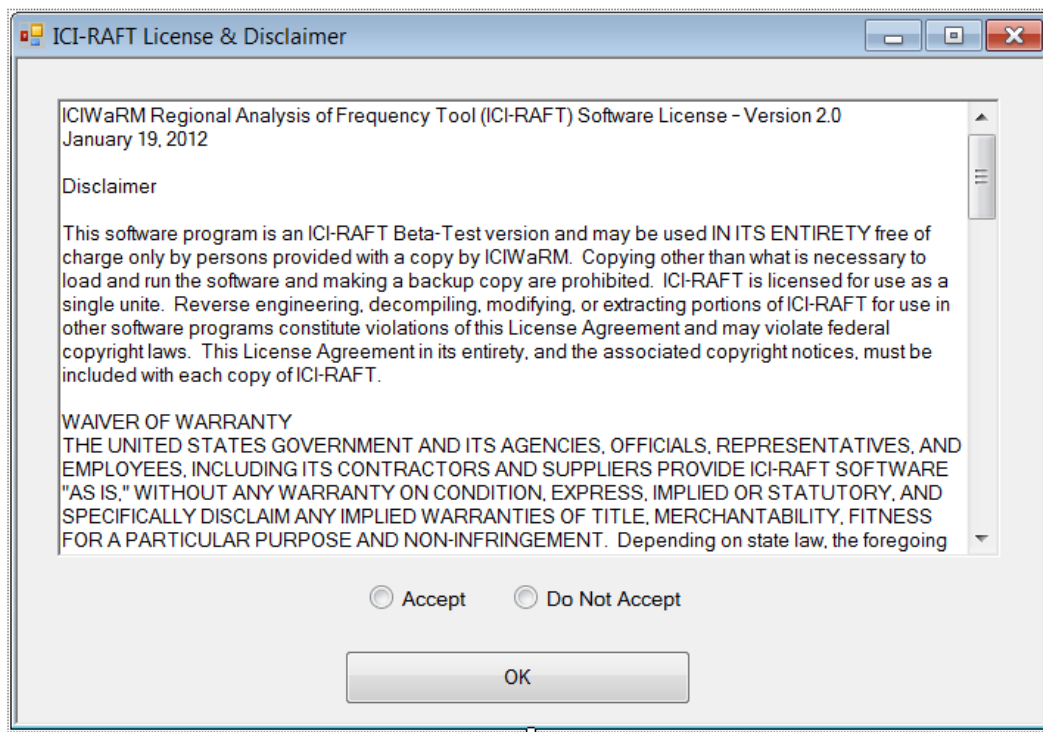 ICI-RAFT License & Disclaimer
ICIWaRM Regional Analysis of Frequency Tool (ICI-RAFT) Software License – Version 2.0
January 19, 2012
Disclaimer
This software program is an ICI-RAFT Beta-Test version and may be used IN ITS ENTIRETY free of
charge only by persons provided with a copy by ICIWaRM.  Copying other than what is necessary to
load and run the software and making a backup copy are prohibited.  ICI-RAFT is licensed for use as a
single unite.  Reverse engineering, decompiling, modifying, or extracting portions of ICI-RAFT for use in
other software programs constitute violations of this License Agreement and may violate federal
copyright laws.  This License Agreement in its entirety, and the associated copyright notices, must be
included with each copy of ICI-RAFT.
WAIVER OF WARRANTY
THE UNITED STATES GOVERNMENT AND ITS AGENCIES, OFFICIALS, REPRESENTATIVES, AND
EMPLOYEES, INCLUDING ITS CONTRACTORS AND SUPPLIERS PROVIDE ICI-RAFT SOFTWARE
"AS IS," WITHOUT ANY WARRANTY ON CONDITION, EXPRESS, IMPLIED OR STATUTORY, AND
SPECIFICALLY DISCLAIM ANY IMPLIED WARRANTIES OF TITLE, MERCHANTABILITY, FITNESS
FOR A PARTICULAR PURPOSE AND NON-INFRINGEMENT.  Depending on state law, the foregoing
Accept Do Not Accept
OK